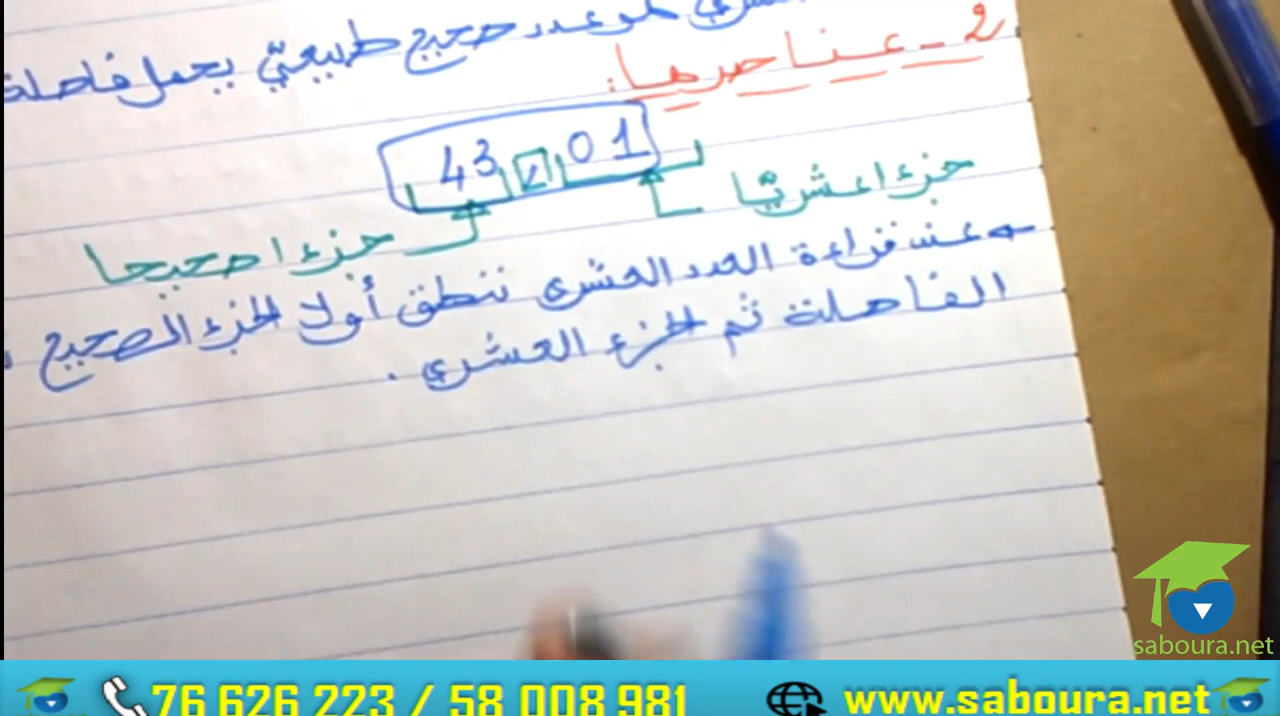 العشري هو عدد صحيح طبيعيّ يحمل فاصلة
2 - عناصرها :
43,01
جزءا عشريّا
جزءا صحيحا
عند قراءة العدد العشري ننطق أولا الجزء الصحيح
الفاصلة ثم الجزء العشري .
saboura.net
76 626 223 / 58 008 981
www.saboura.net